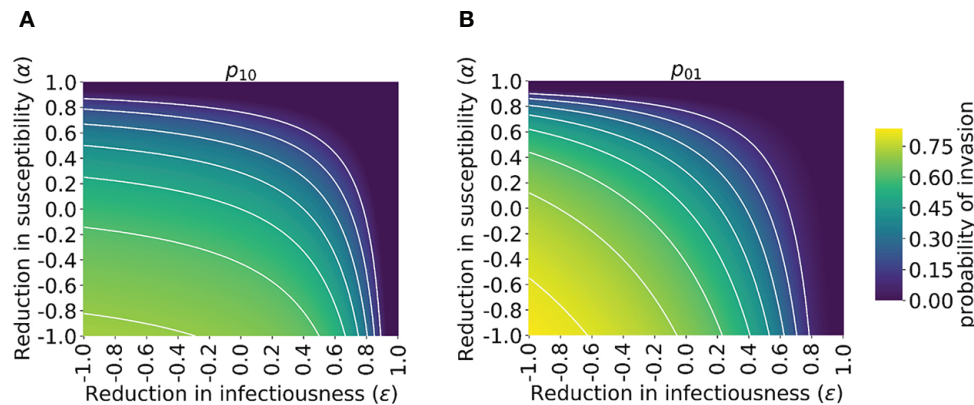 A
p10
Reduction in susceptibility (α)
1.0
0.8
0.6
0.4
0.2
0.0
-0.2
-0.4
-0.6
-0.8
-1.0
-1.0 -0.8 -0.6 -0.4 -0.2 0.0 0.2 0.4 0.6 0.8 1.0
Reduction in infectiousness (ε)
B
p01
Reduction in susceptibility (α)
1.0
0.8
0.6
0.4
0.2
0.0
-0.2
-0.4
-0.6
-0.8
-1.0
-1.0 -0.8 -0.6 -0.4 -0.2 0.0 0.2 0.4 0.6 0.8 1.0
Reduction in infectiousness (ε)
0.75
0.60
0.45
0.30
0.15
0.00
probability of invasion